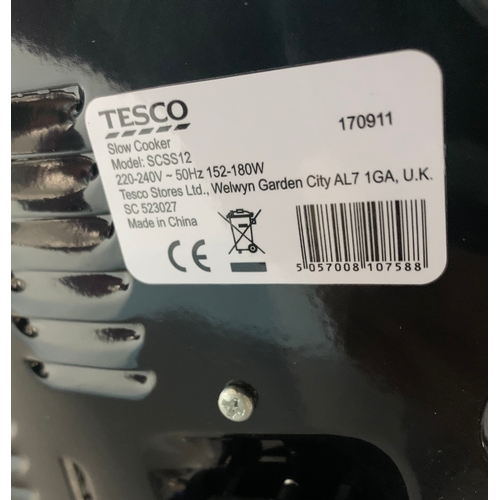 TESCO
170911
Slow Cooker
Model: SCSS12
220-240V ~ 50Hz 152-180W
Tesco Stores Ltd., Welwyn Garden City AL7 1GA, U.K.
SC 523027
Made in China
CE
5 057008 107588